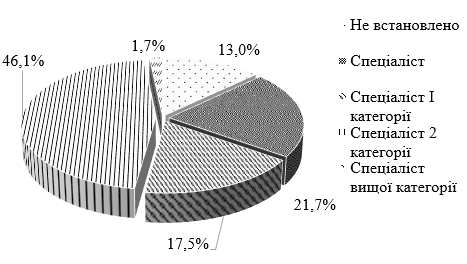 46,1%
1,7%
13,0%
21,7%
17,5%
Не встановлено
Спеціаліст
Спеціаліст I
категорії
Спеціаліст 2
категорії
Спеціаліст
вищої категорії